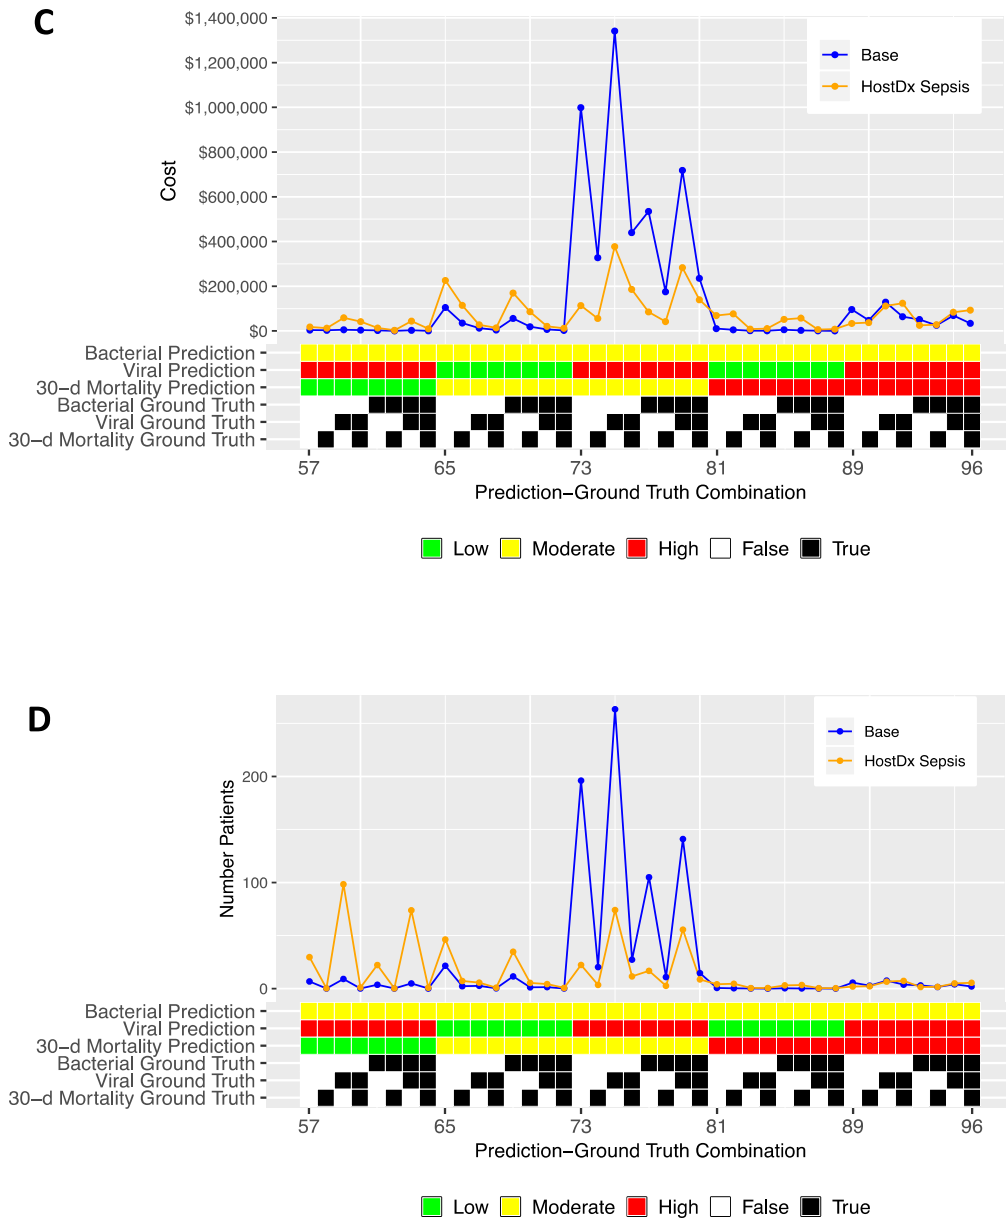 C
$1,400,000
$1,200,000
$1,000,000
$800,000
$600,000
$400,000
$200,000
$0
Cost
Base
HostDx Sepsis
Bacterial Prediction
Viral Prediction
30−d Mortality Prediction
Bacterial Ground Truth
Viral Ground Truth
30−d Mortality Ground Truth
57 65 73 81 89 96
Prediction−Ground Truth Combination
Low Moderate High False True
D
200
100
0
Number Patients
Base
HostDx Sepsis
Bacterial Prediction
Viral Prediction
30−d Mortality Prediction
Bacterial Ground Truth
Viral Ground Truth
30−d Mortality Ground Truth
57 65 73 81 89 96
Prediction−Ground Truth Combination
Low Moderate High False True